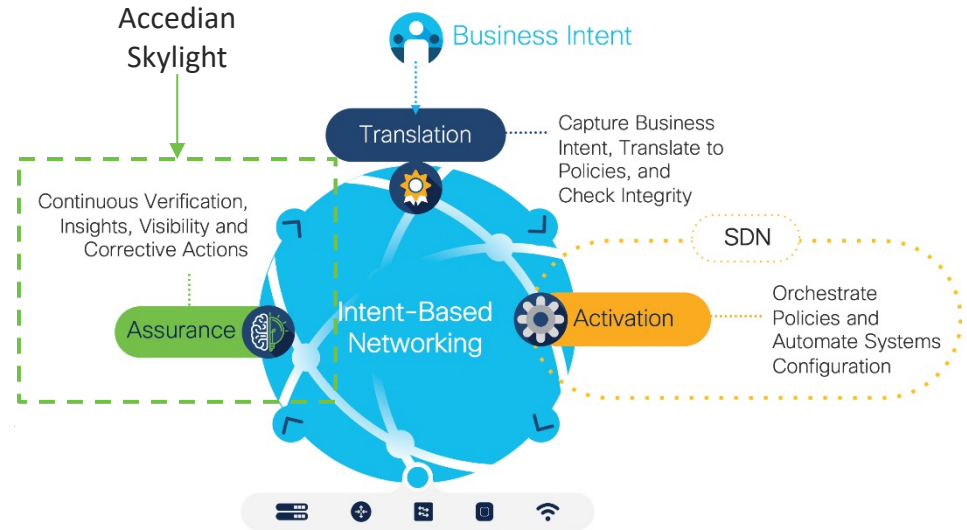 Accedian
Skylight
Business Intent
Translation
Capture Business
Intent, Translate to
Policies, and
Check Integrity
Continuous Verification,
Insights, Visibility and
Corrective Actions
SDN
Assurance
Intent-Based
Networking
Activation
Orchestrate
Policies and
Automate Systems
Configuration